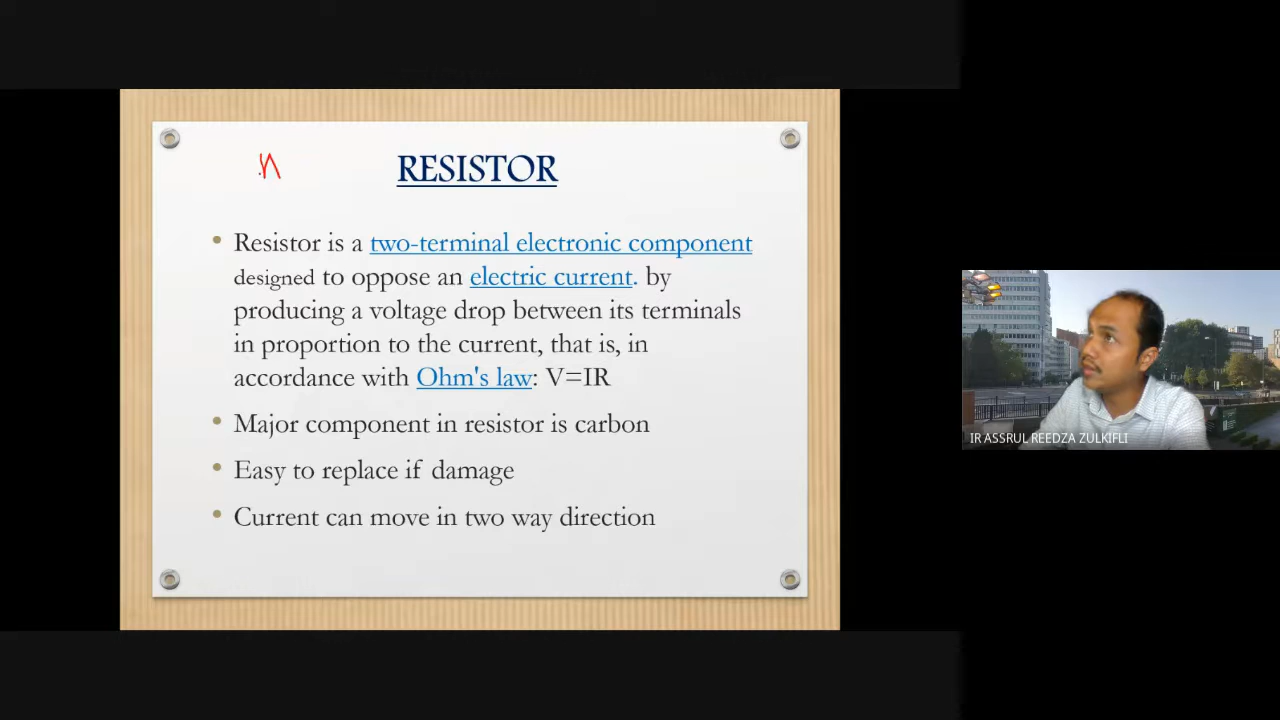 RESISTOR
• Resistor is a two-terminal electronic component
designed to oppose an electric current. by
producing a voltage drop between its terminals
in proportion to the current, that is, in
accordance with Ohm's law: V=IR
• Major component in resistor is carbon
• Easy to replace if damage
• Current can move in two way direction
IR ASSRUL REEDZA ZULKIFLI